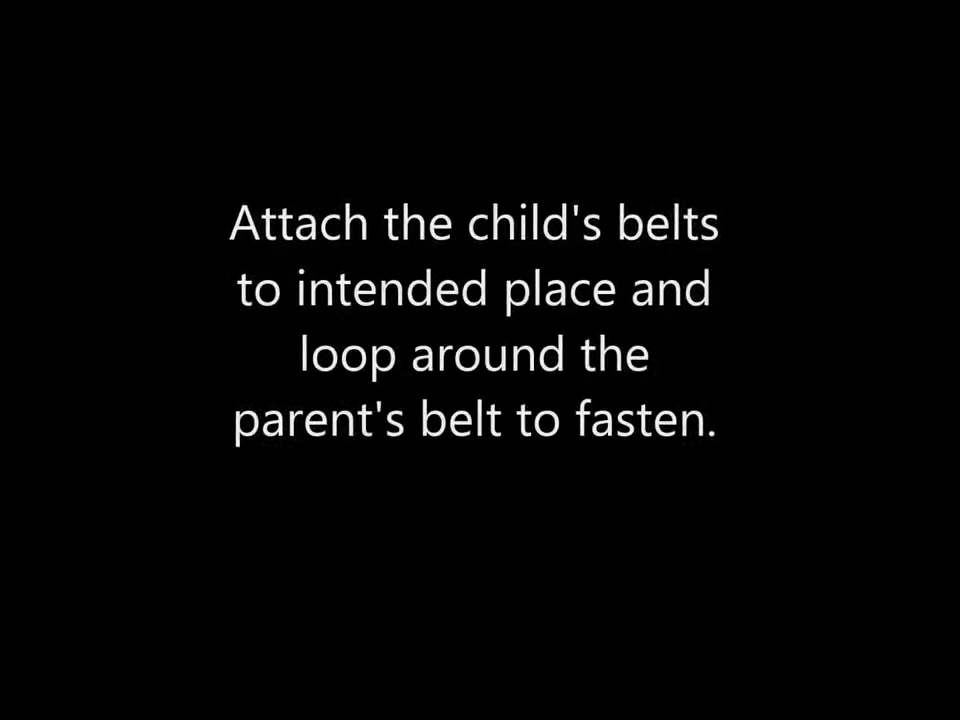 Attach the child's belts
to intended place and
loop around the
parent's belt to fasten.